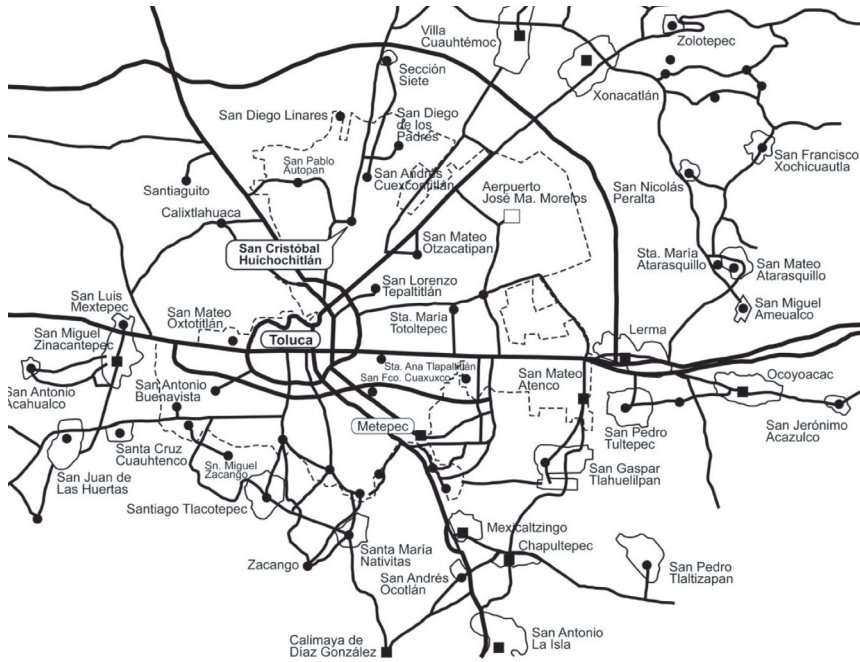 Villa
Cuauhtémoc
Zolotepec
Sección
Siete
Xonacatlán
San Diego Linares
San Diego
de los
Padrés
San Pablo
Autopan
San Francisco
Xochicuautla
Santiaguito
San Andrés
Cuexcontitlán
San Nicolás
Peralta
Aerpuerto
José Ma. Morelos
Calixtlahuaca
San Cristóbal
Huichochitlán
San Mateo
Otzacatipan
Sta. María
Atarasquillo
San Mateo
Atarasquillo
San Lorenzo
Tepaltitlán
San Luis
Mextepec
San Mateo
Oxtotitlán
Sta. María
Totoltepec
San Miguel
Ameualco
San Miguel
Zinacantepec
Toluca
Lerma
Sta. Ana Tlapaltitlán
San Fco. Cuaxuxco
San Mateo
Atenco
Ocoyoacac
San Antonio
Acahualco
San Antonio
Buenavista
Metepec
San Pedro
Tultepec
San Jerónimo
Acazulco
Santa Cruz
Cuauhtenco
Sn. Miguel
Zacango
San Juan de
Las Huertas
San Gaspar
Tlahuelilpan
Santiago Tlacotepec
Mexicaltzingo
Chapultepec
Zacango
Santa María
Nativitas
San Andrés
Ocotlán
San Pedro
Tlaltizapan
Calimaya de
Díaz González
San Antonio
La Isla